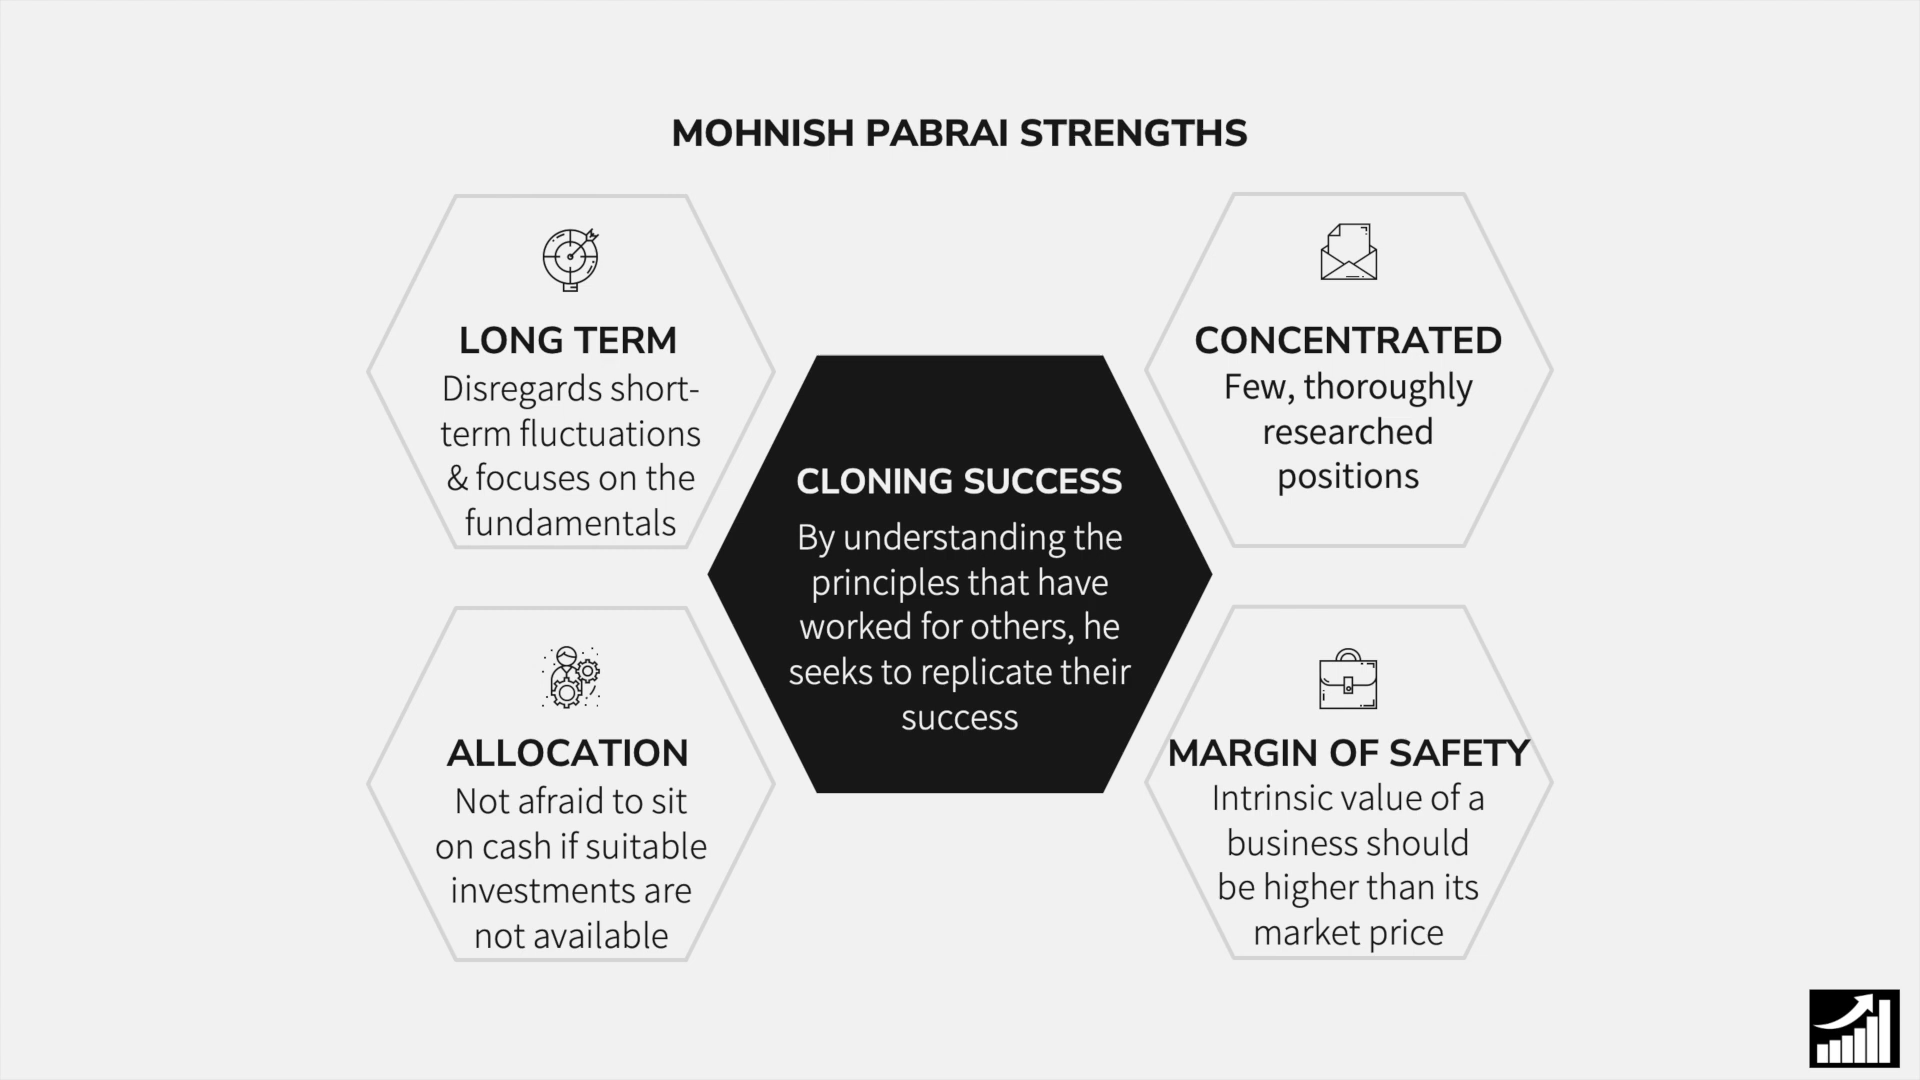 MOHNISH PABRAI STRENGTHS
LONG TERM
Disregards short-
term fluctuations
& focuses on the
fundamentals
CONCENTRATED
Few, thoroughly
researched
positions
CLONING SUCCESS
By understanding the
principles that have
worked for others, he
seeks to replicate their
success
ALLOCATION
Not afraid to sit
on cash if suitable
investments are
not available
MARGIN OF SAFETY
Intrinsic value of a
business should
be higher than its
market price